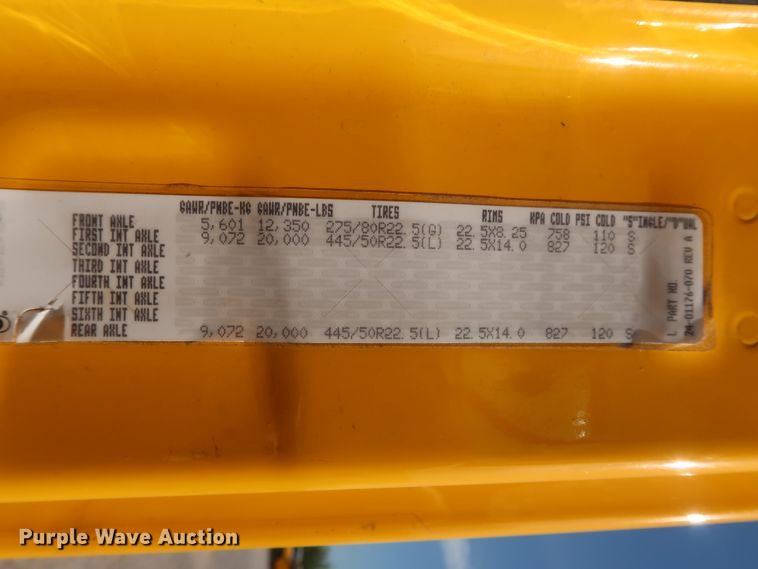 GAWR/PNBE-KG GAWR/PNBE-LBS TIRES RIMS KPA COLD PSI COLD "S"INGLE/"D"UAL
FRONT AXLE 5,601 12,350 275/80R22.5(G) 22.5X8.25 758 110 S
FIRST INT AXLE 9,072 20,000 445/50R22.5(L) 22.5X14.0 827 120 S
SECOND INT AXLE
THIRD INT AXLE
FOURTH INT AXLE
FIFTH INT AXLE
SIXTH INT AXLE
REAR AXLE 9,072 20,000 445/50R22.5(L) 22.5X14.0 827 120 S
L PART NO.
24-01176-070 REV A
Purple Wave Auction